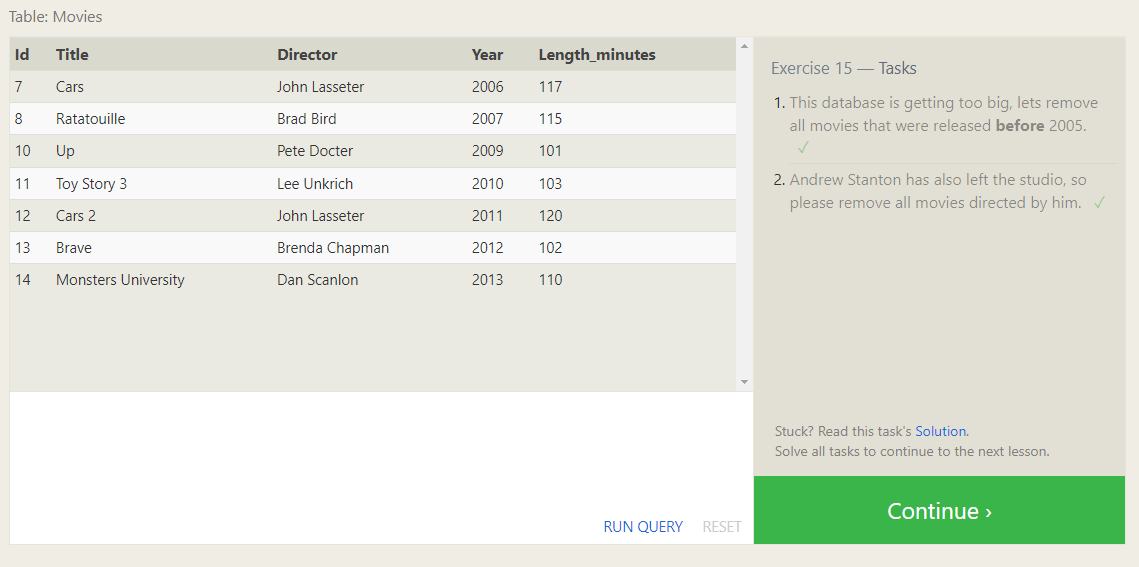 Table: Movies
Id Title Director Year Length_minutes
7 Cars John Lasseter 2006 117
8 Ratatouille Brad Bird 2007 115
10 Up Pete Docter 2009 101
11 Toy Story 3 Lee Unkrich 2010 103
12 Cars 2 John Lasseter 2011 120
13 Brave Brenda Chapman 2012 102
14 Monsters University Dan Scanlon 2013 110
RUN QUERY RESET
Exercise 15 — Tasks
1. This database is getting too big, lets remove
all movies that were released before 2005.
✓
2. Andrew Stanton has also left the studio, so
please remove all movies directed by him. ✓
Stuck? Read this task's Solution.
Solve all tasks to continue to the next lesson.
Continue ›